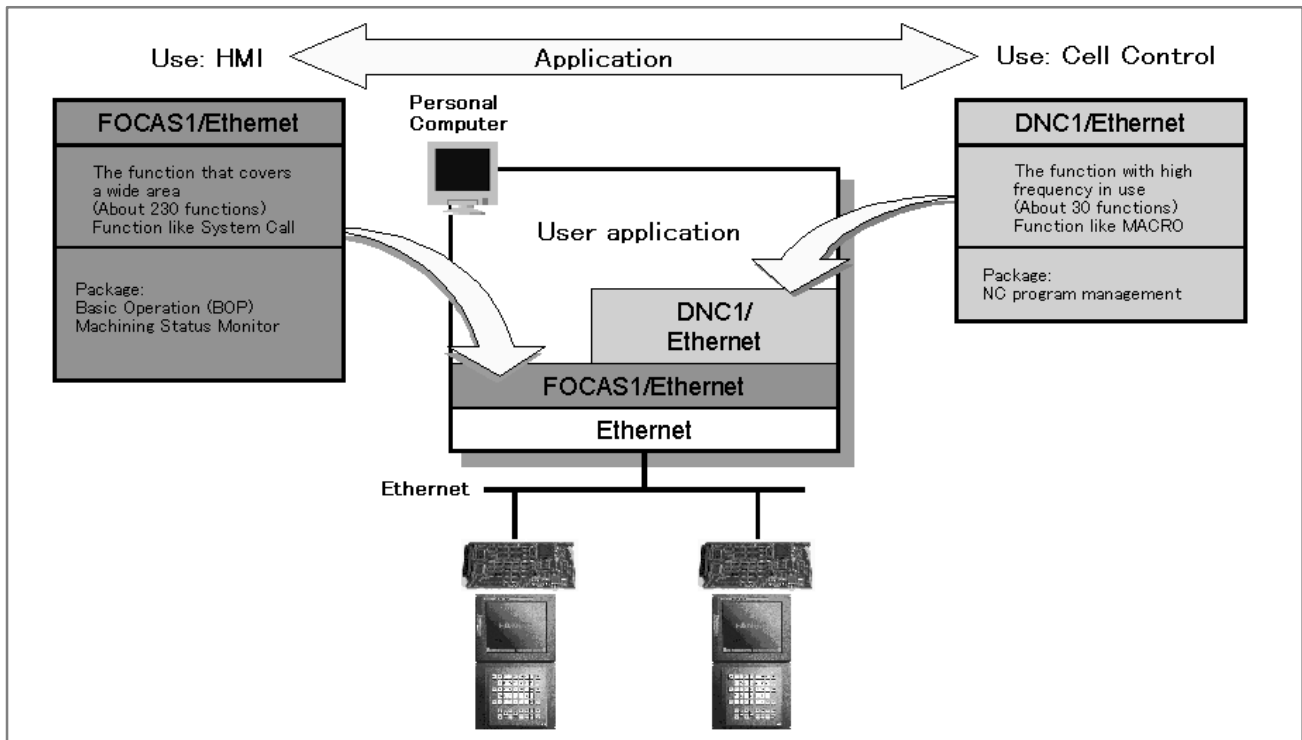 Use: HMI
Application
Use: Cell Control
FOCAS1/Ethernet
The function that covers
a wide area
(About 230 functions)
Function like System Call
Package:
Basic Operation (BOP)
Machining Status Monitor
Personal
Computer
User application
DNC1/
Ethernet
FOCAS1/Ethernet
Ethernet
DNC1/Ethernet
The function with high
frequency in use
(About 30 functions)
Function like MACRO
Package:
NC program management
Ethernet